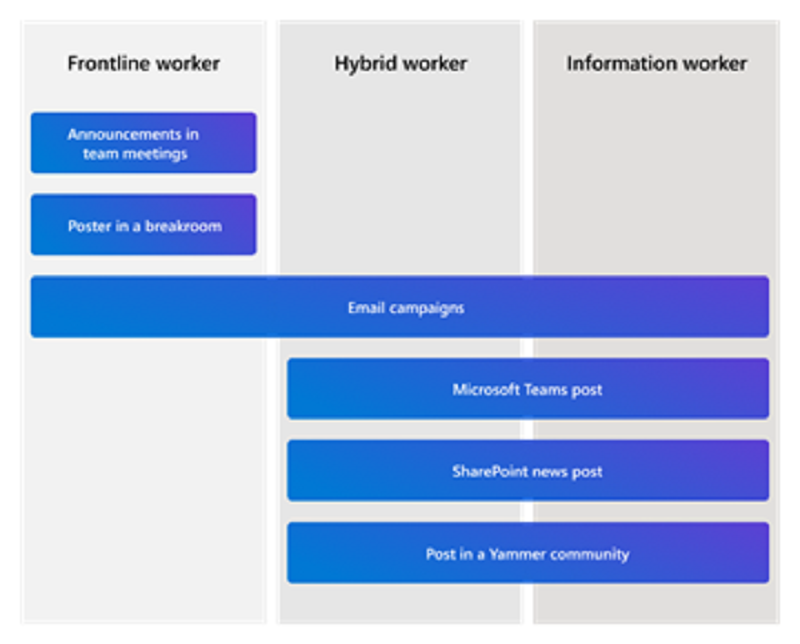 Frontline worker
Hybrid worker
Information worker
Announcements in
team meetings
Poster in a breakroom
Email campaigns
Microsoft Teams post
SharePoint news post
Post in a Yammer community